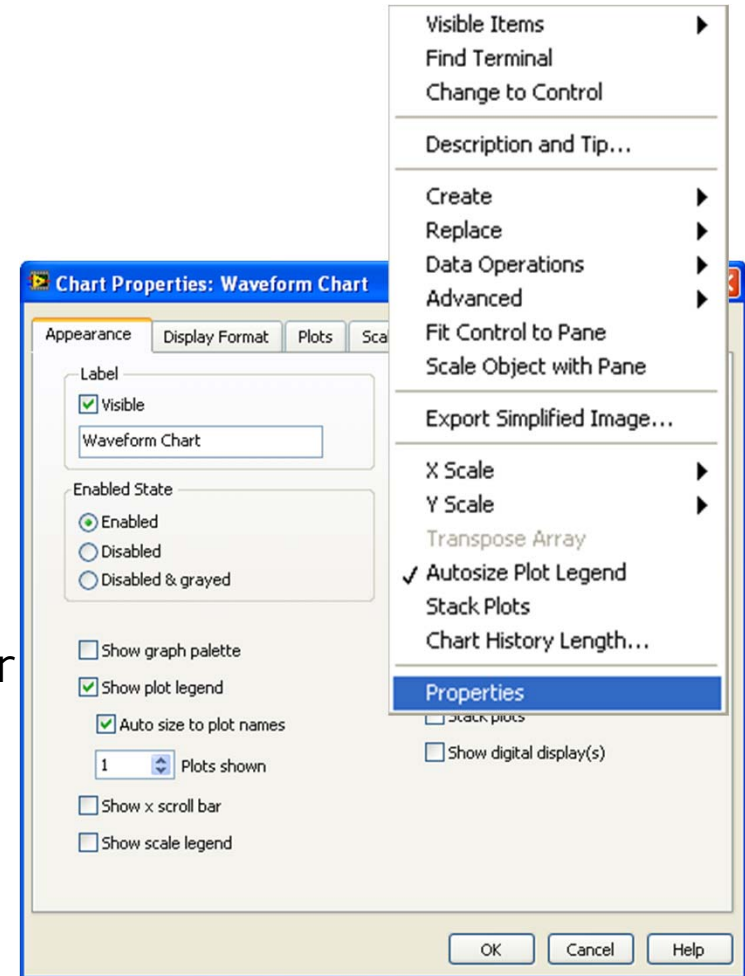 Visible Items
Find Terminal
Change to Control
Description and Tip...
Create
Replace
Data Operations
Advanced
Fit Control to Pane
Scale Object with Pane
Export Simplified Image...
X Scale
Y Scale
Transpose Array
Autosize Plot Legend
Stack Plots
Chart History Length...
Properties
Chart Properties: Waveform Chart
Appearance Display Format Plots Sca
Label
Visible
Waveform Chart
Enabled State
Enabled
Disabled
Disabled & grayed
r
Show graph palette
Show plot legend
Auto size to plot names
1 Plots shown
Show x scroll bar
Show scale legend
Stack plots
Show digital display(s)
OK Cancel Help